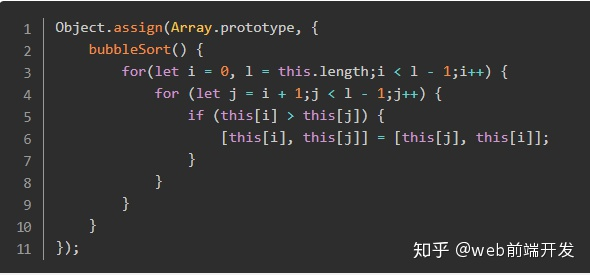 1 Object.assign(Array.prototype, {
2     bubbleSort() {
3         for(let i = 0, l = this.length;i < l - 1;i++) {
4             for (let j = i + 1;j < l - 1;j++) {
5                 if (this[i] > this[j]) {
6                     [this[i], this[j]] = [this[j], this[i]];
7                 }
8             }
9         }
10     }
11 });
知乎 @web前端开发